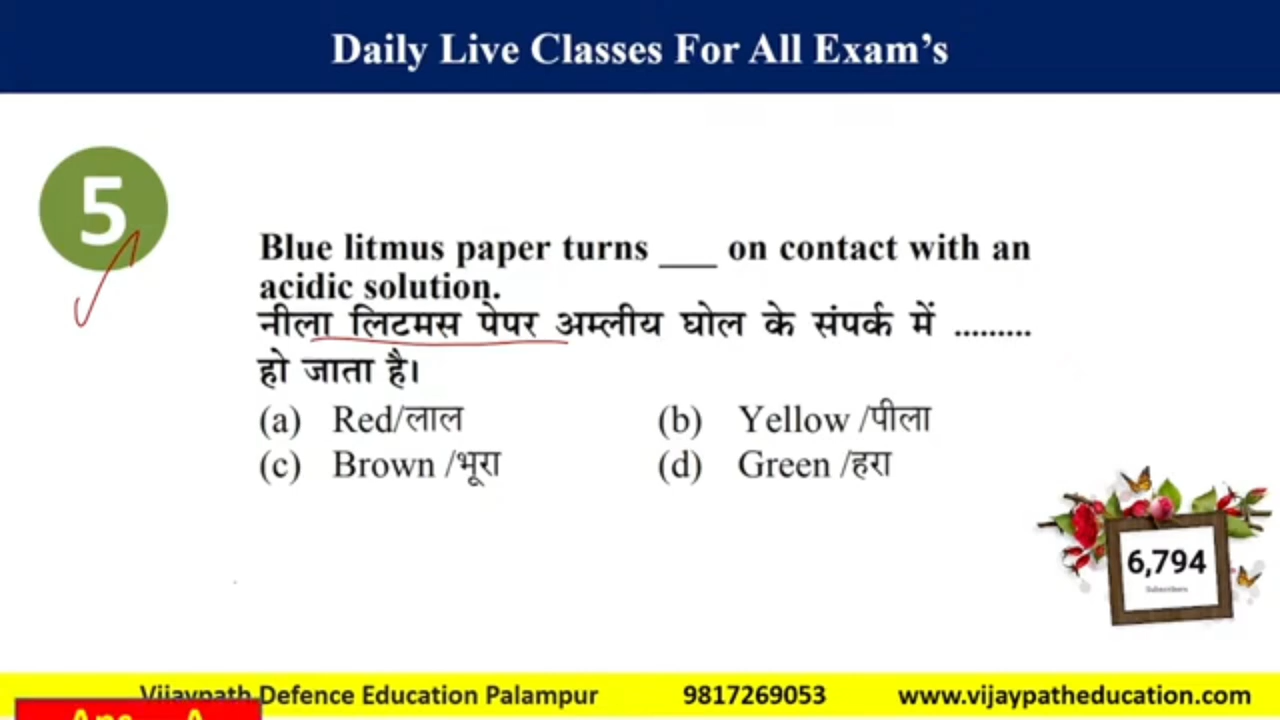 Daily Live Classes For All Exam's
5
Blue litmus paper turns ___ on contact with an
acidic solution.
नीला लिटमस पेपर अम्लीय घोल के संपर्क में .........
हो जाता है।
(a) Red/लाल (b) Yellow /पीला
(c) Brown /भूरा (d) Green /हरा
6,794
Subscribers
Vijaypath Defence Education Palampur 9817269053 www.vijaypatheducation.com